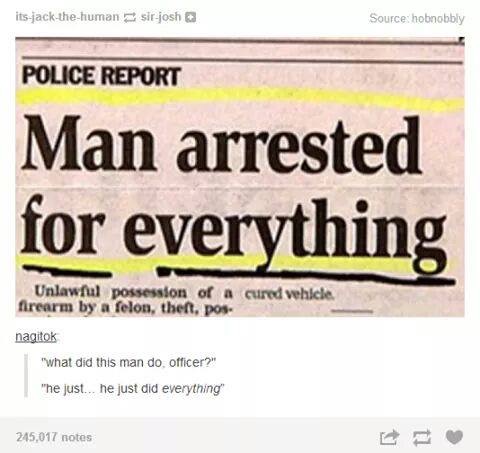 its-jack-the-human sir-josh
Source: hobnobbly
POLICE REPORT
Man arrested
for everything
Unlawful possession of a
firearm by a felon, theft, pos-
cured vehicle.
nagitok:
"what did this man do, officer?"
"he just... he just did everything"
245,017 notes